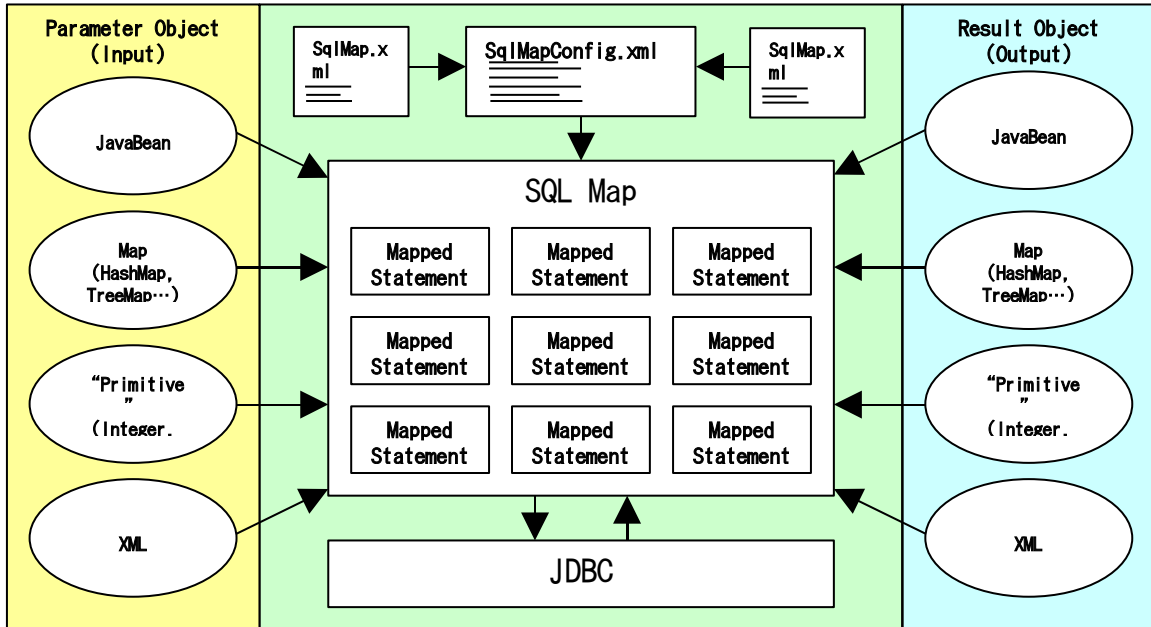 Parameter Object
(Input)
JavaBean
Map
(HashMap,
TreeMap…)
“Primitive
”
(Integer.
XML
SqlMap.x
ml
SqlMapConfig.xml
SqlMap.x
ml
SQL Map
Mapped
Statement
Mapped
Statement
Mapped
Statement
Mapped
Statement
Mapped
Statement
Mapped
Statement
Mapped
Statement
Mapped
Statement
Mapped
Statement
JDBC
Result Object
(Output)
JavaBean
Map
(HashMap,
TreeMap…)
“Primitive
”
(Integer.
XML